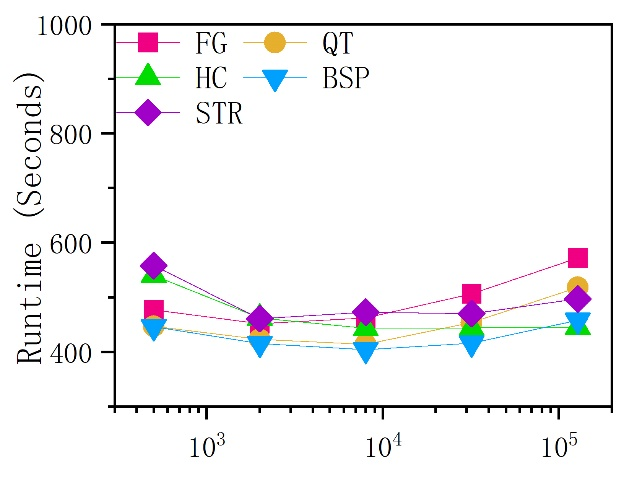 1000
800
600
400
Runtime (Seconds)
FG QT
HC BSP
STR
10³ 10⁴ 10⁵